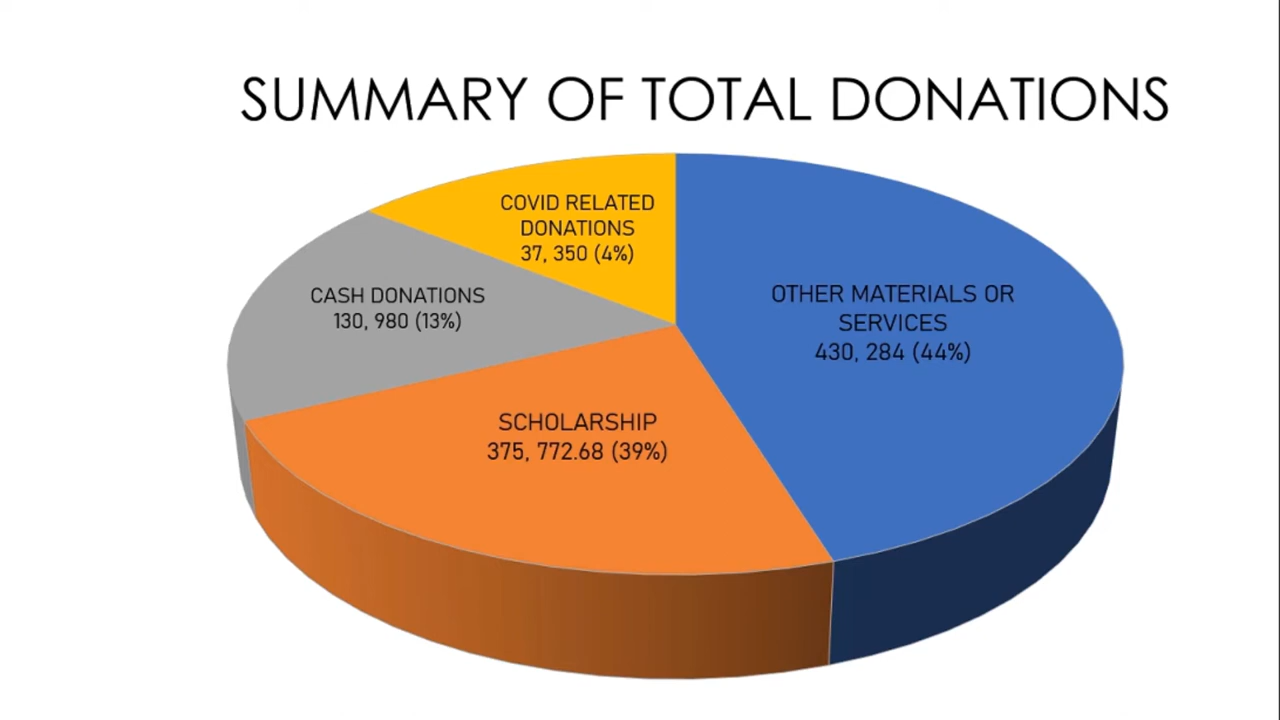 SUMMARY OF TOTAL DONATIONS
COVID RELATED
DONATIONS
37, 350 (4%)
OTHER MATERIALS OR
SERVICES
430, 284 (44%)
CASH DONATIONS
130, 980 (13%)
SCHOLARSHIP
375, 772.68 (39%)